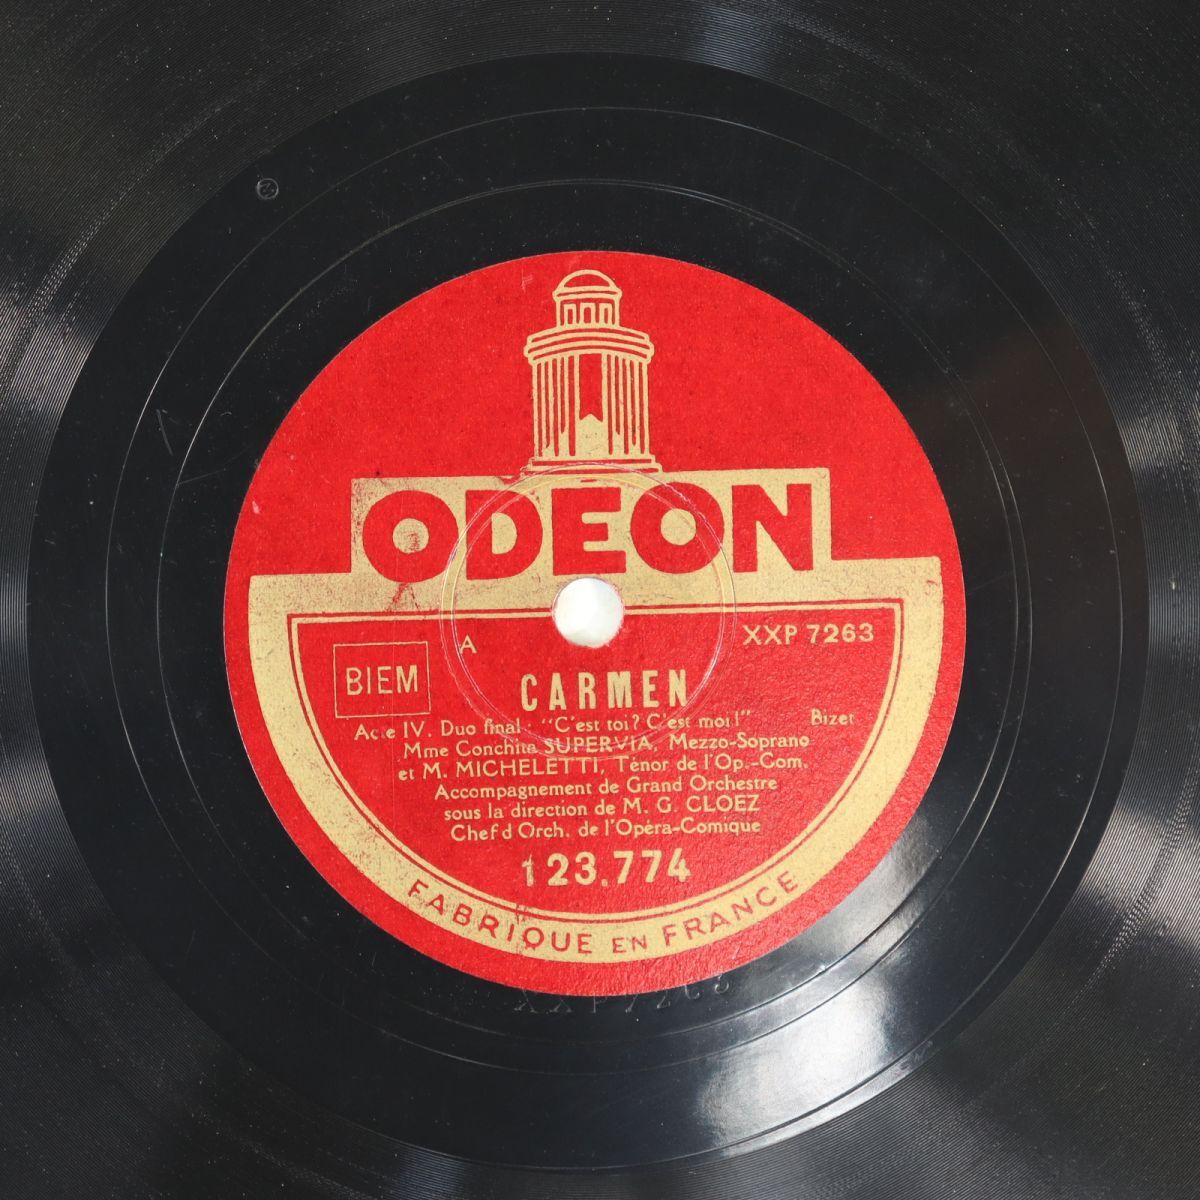 ODEON
A
XXP 7263
BIEM
CARMEN
Acte IV. Duo final : "C'est toi? C'est moi!" Bizet
Mme Conchita SUPERVIA, Mezzo-Soprano
et M. MICHELETTI, Ténor de l'Op.-Com.
Accompagnement de Grand Orchestre
sous la direction de M. G. CLOEZ
Chef d'Orch. de l'Opéra-Comique
123.774
FABRIQUE EN FRANCE
XXP 7263